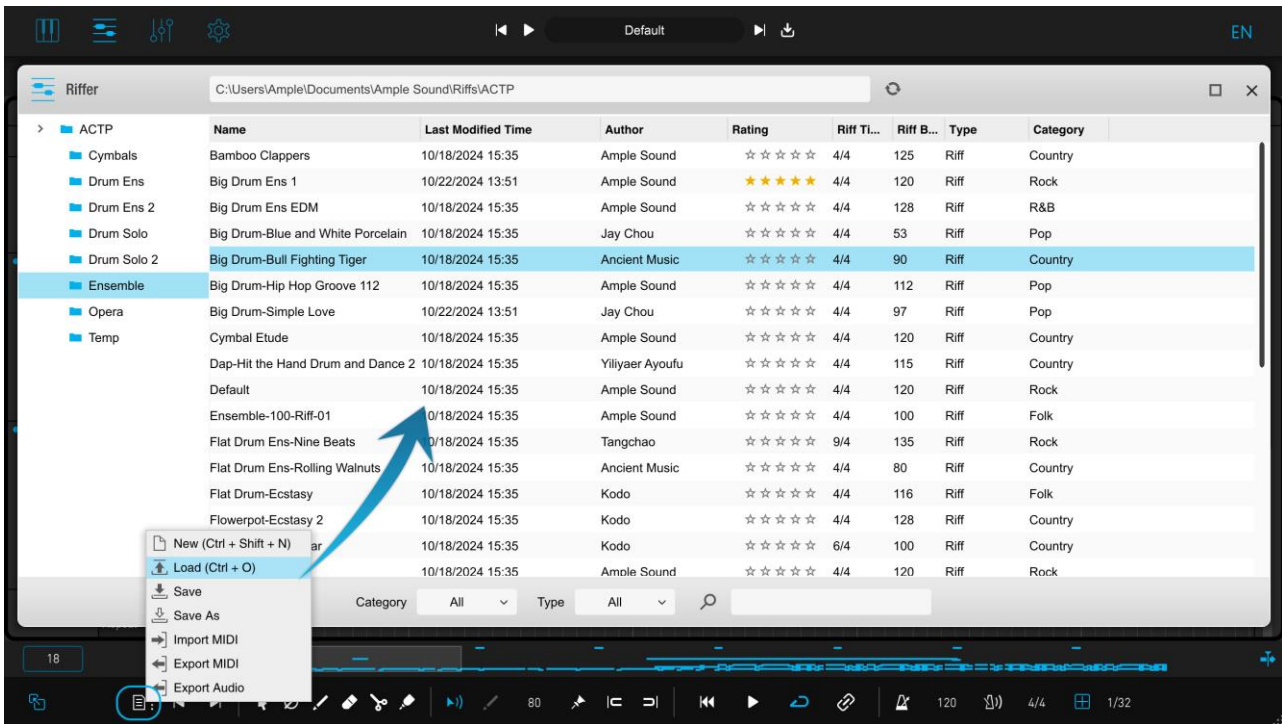 Default
EN
Riffer C:\Users\Ample\Documents\Ample Sound\Riffs\ACTP
ACTP
Cymbals
Drum Ens
Drum Ens 2
Drum Solo
Drum Solo 2
Ensemble
Opera
Temp
Name Last Modified Time Author Rating Riff Ti... Riff B... Type Category
Bamboo Clappers 10/18/2024 15:35 Ample Sound ☆☆☆☆☆ 4/4 125 Riff Country
Big Drum Ens 1 10/22/2024 13:51 Ample Sound ★★★★★ 4/4 120 Riff Rock
Big Drum Ens EDM 10/18/2024 15:35 Ample Sound ☆☆☆☆☆ 4/4 128 Riff R&B
Big Drum-Blue and White Porcelain 10/18/2024 15:35 Jay Chou ☆☆☆☆☆ 4/4 53 Riff Pop
Big Drum-Bull Fighting Tiger 10/18/2024 15:35 Ancient Music ☆☆☆☆☆ 4/4 90 Riff Country
Big Drum-Hip Hop Groove 112 10/18/2024 15:35 Ample Sound ☆☆☆☆☆ 4/4 112 Riff Pop
Big Drum-Simple Love 10/22/2024 13:51 Jay Chou ☆☆☆☆☆ 4/4 97 Riff Pop
Cymbal Etude 10/18/2024 15:35 Ample Sound ☆☆☆☆☆ 4/4 120 Riff Country
Dap-Hit the Hand Drum and Dance 2 10/18/2024 15:35 Yiliyaer Ayoufu ☆☆☆☆☆ 4/4 115 Riff Country
Default 10/18/2024 15:35 Ample Sound ☆☆☆☆☆ 4/4 120 Riff Rock
Ensemble-100-Riff-01 0/18/2024 15:35 Ample Sound ☆☆☆☆☆ 4/4 100 Riff Folk
Flat Drum Ens-Nine Beats 0/18/2024 15:35 Tangchao ☆☆☆☆☆ 9/4 135 Riff Rock
Flat Drum Ens-Rolling Walnuts 10/18/2024 15:35 Ancient Music ☆☆☆☆☆ 4/4 80 Riff Country
Flat Drum-Ecstasy 10/18/2024 15:35 Kodo ☆☆☆☆☆ 4/4 116 Riff Folk
Flowerpot-Ecstasy 2 10/18/2024 15:35 Kodo ☆☆☆☆☆ 4/4 128 Riff Country
ar 10/18/2024 15:35 Kodo ☆☆☆☆☆ 6/4 100 Riff Country
10/18/2024 15:35 Ample Sound ☆☆☆☆☆ 4/4 120 Riff Rock
New (Ctrl + Shift + N)
Load (Ctrl + O)
Save
Save As
Import MIDI
Export MIDI
Export Audio
Category All Type All
18
80 120 4/4 1/32